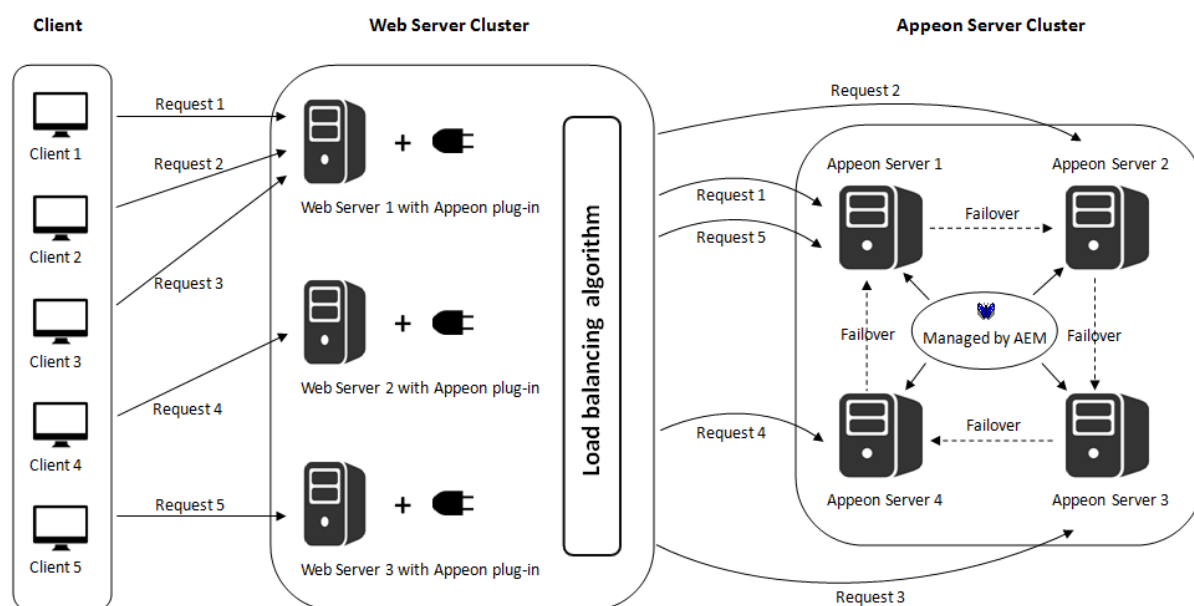 Client
Web Server Cluster
Appeon Server Cluster
Client 1
Client 2
Client 3
Client 4
Client 5
Request 1
Request 2
Request 3
Request 4
Request 5
+
Web Server 1 with Appeon plug-in
+
Web Server 2 with Appeon plug-in
+
Web Server 3 with Appeon plug-in
Load balancing algorithm
Request 2
Request 1
Request 5
Request 4
Request 3
Appeon Server 1
Appeon Server 2
Failover
Failover
Managed by AEM
Failover
Failover
Appeon Server 4
Appeon Server 3